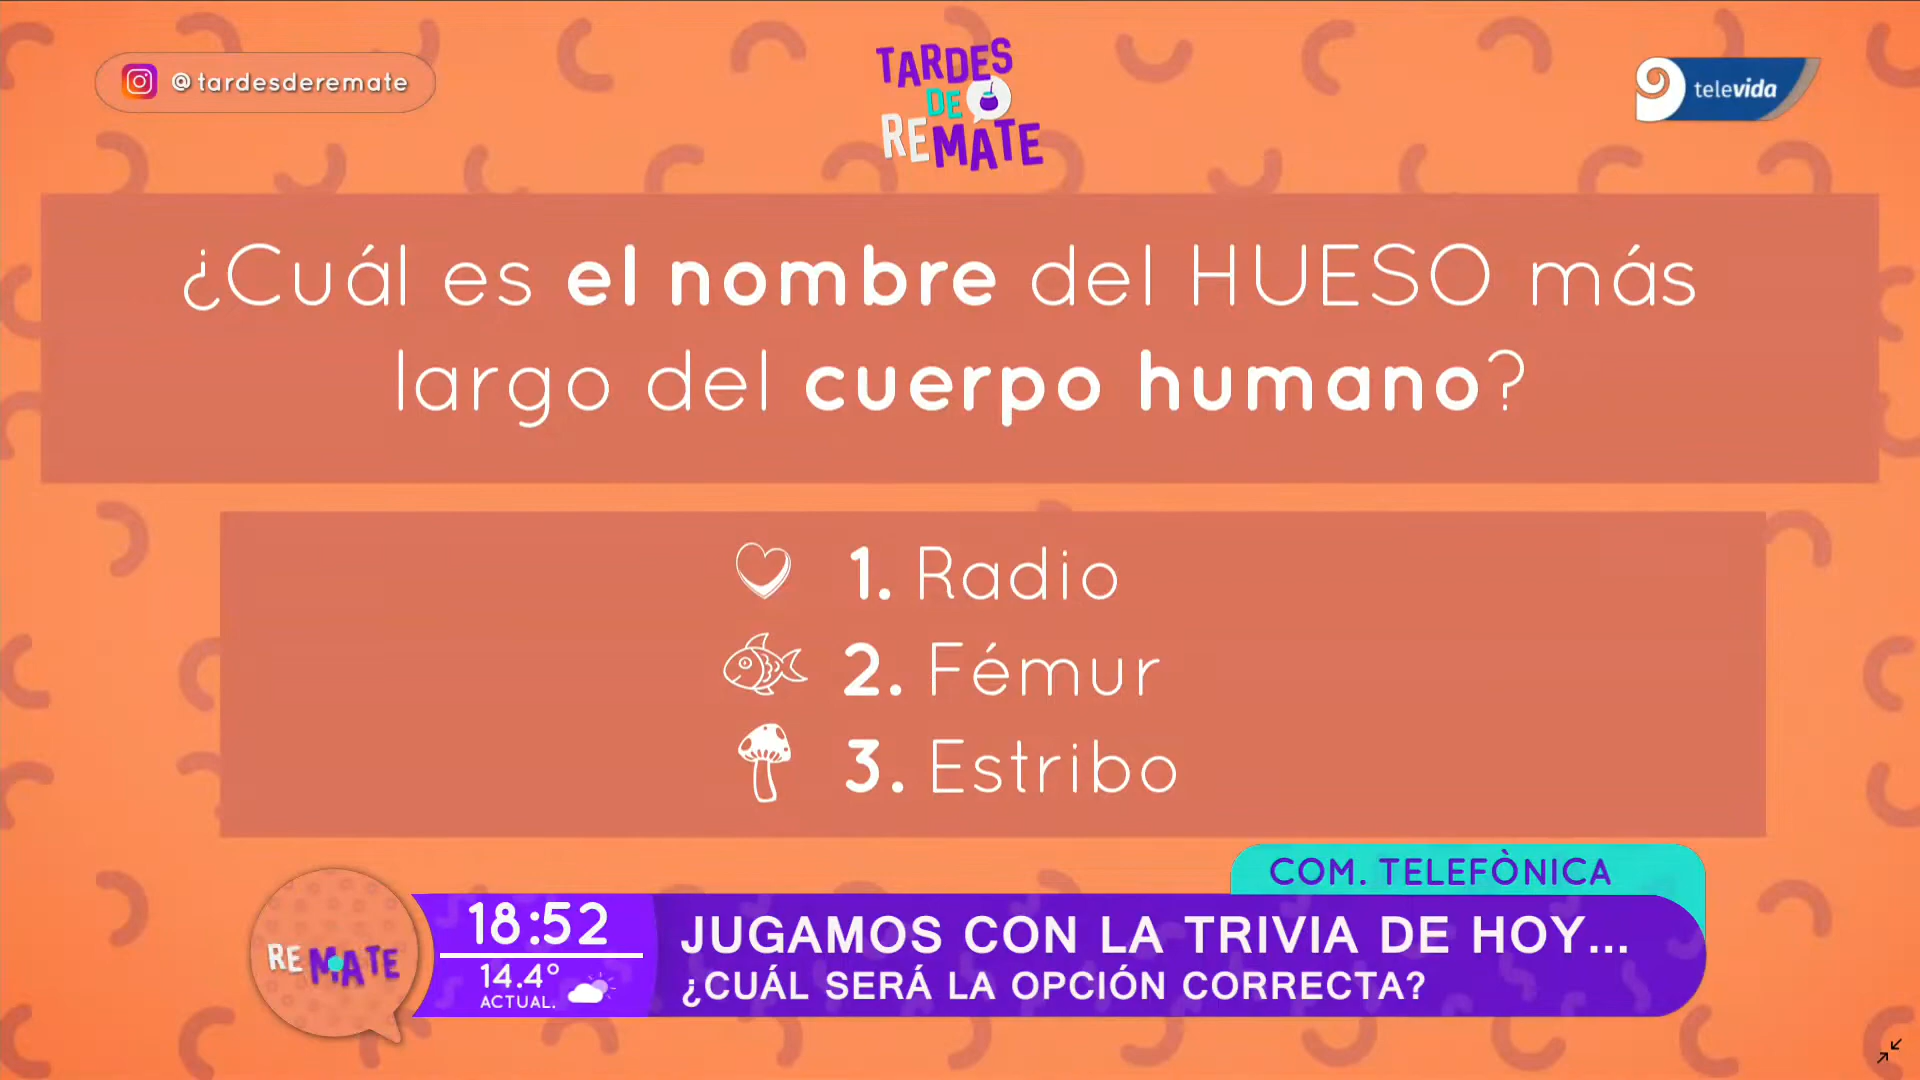 @tardesderemate
TARDES
DE
REMATE
televida
¿Cuál es el nombre del HUESO más
largo del cuerpo humano?
1. Radio
2. Fémur
3. Estribo
COM. TELEFÒNICA
REMATE
18:52
14.4°
ACTUAL.
JUGAMOS CON LA TRIVIA DE HOY...
¿CUÁL SERÁ LA OPCIÓN CORRECTA?